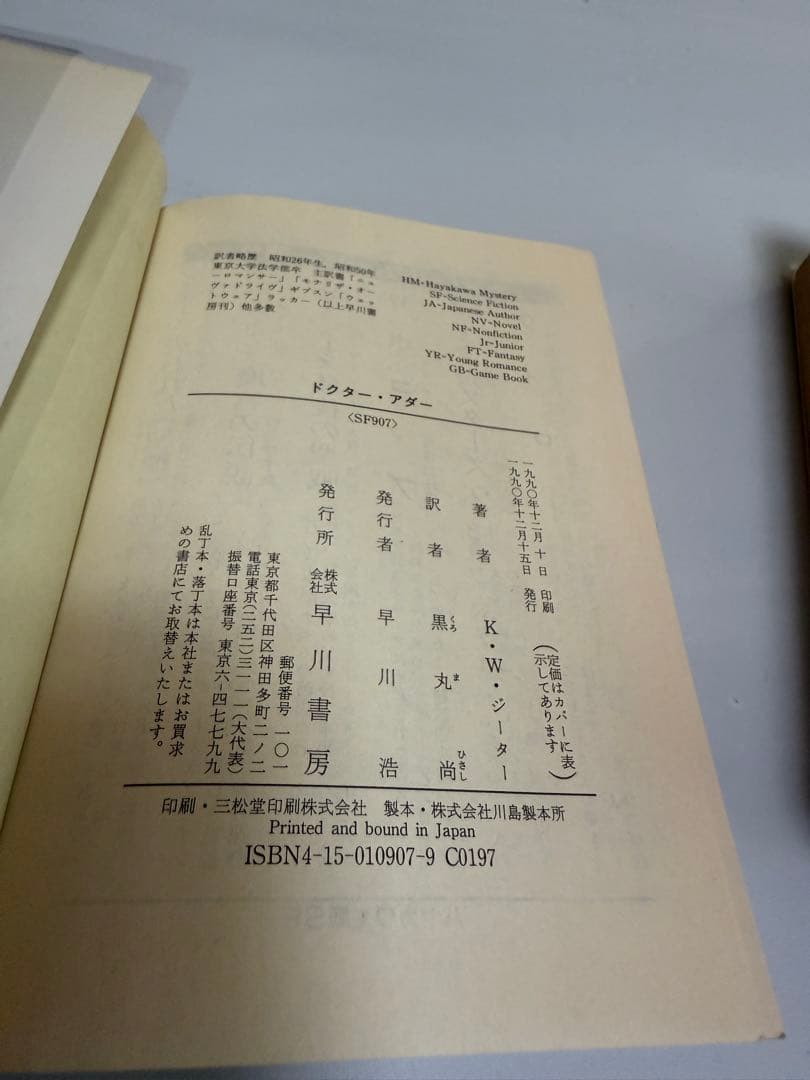 訳者略歴 昭和26年生，昭和50年
東京大学法学部卒 主訳書「ニュ
ーロマンサー」「モナリザ・オー
ヴァドライヴ」ギブスン「ウェッ
トウェア」ラッカー（以上早川書
房刊）他多数
HM=Hayakawa Mystery
SF=Science Fiction
JA=Japanese Author
NV=Novel
NF=Nonfiction
Jr=Junior
FT=Fantasy
YR=Young Romance
GB=Game Book
ドクター・アダー
〈SF907〉
一九九〇年十二月十日 印刷
一九九〇年十二月十五日 発行
（定価はカバーに表
示してあります）
著者 K・W・ジーター
訳者 黒丸尚
くろ ま ひさし
発行者 早川浩
発行所 株式会社 早川書房
郵便番号 一〇一
東京都千代田区神田多町二ノ二
電話東京(二五二)三一一一(大代表)
振替口座番号 東京六-四七七九九
乱丁本・落丁本は本社またはお買求
めの書店にてお取替えいたします。
印刷・三松堂印刷株式会社 製本・株式会社川島製本所
Printed and bound in Japan
ISBN4-15-010907-9 C0197